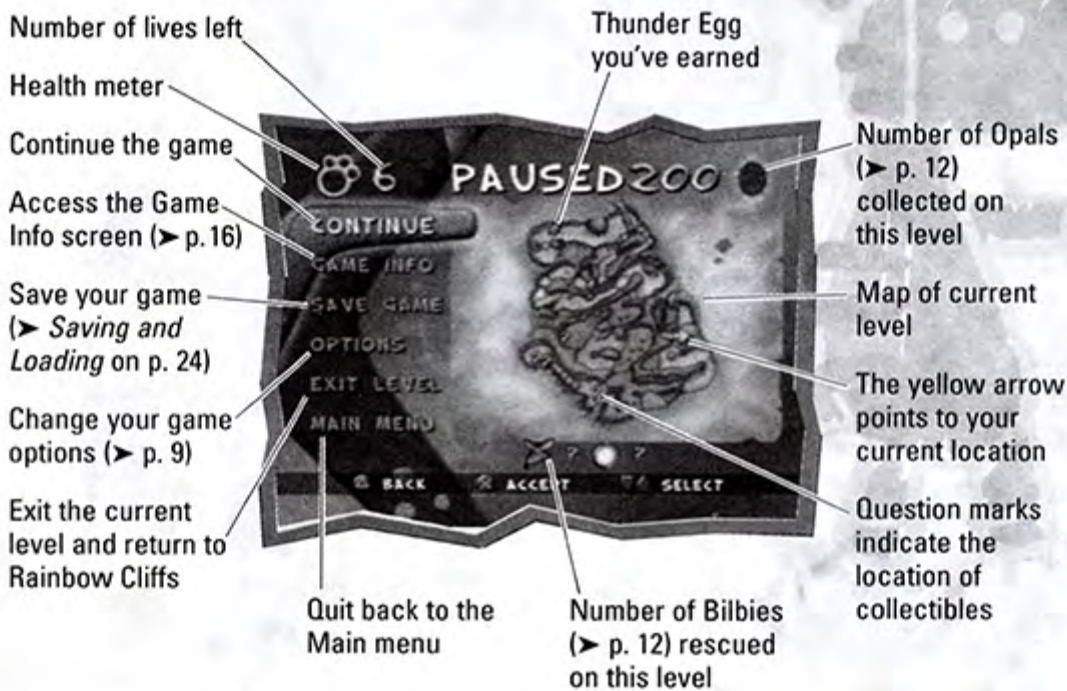 Number of lives left
Health meter
Continue the game
Access the Game
Info screen (➤ p. 16)
Save your game
(➤ Saving and
Loading on p. 24)
Change your game
options (➤ p. 9)
Exit the current
level and return to
Rainbow Cliffs
Thunder Egg
you've earned
6
PAUSED 200
CONTINUE
GAME INFO
SAVE GAME
OPTIONS
EXIT LEVEL
MAIN MENU
? ?
BACK ACCEPT SELECT
Number of Opals
(➤ p. 12)
collected on
this level
Map of current
level
The yellow arrow
points to your
current location
Question marks
indicate the
location of
collectibles
Quit back to the
Main menu
Number of Bilbies
(➤ p. 12) rescued
on this level